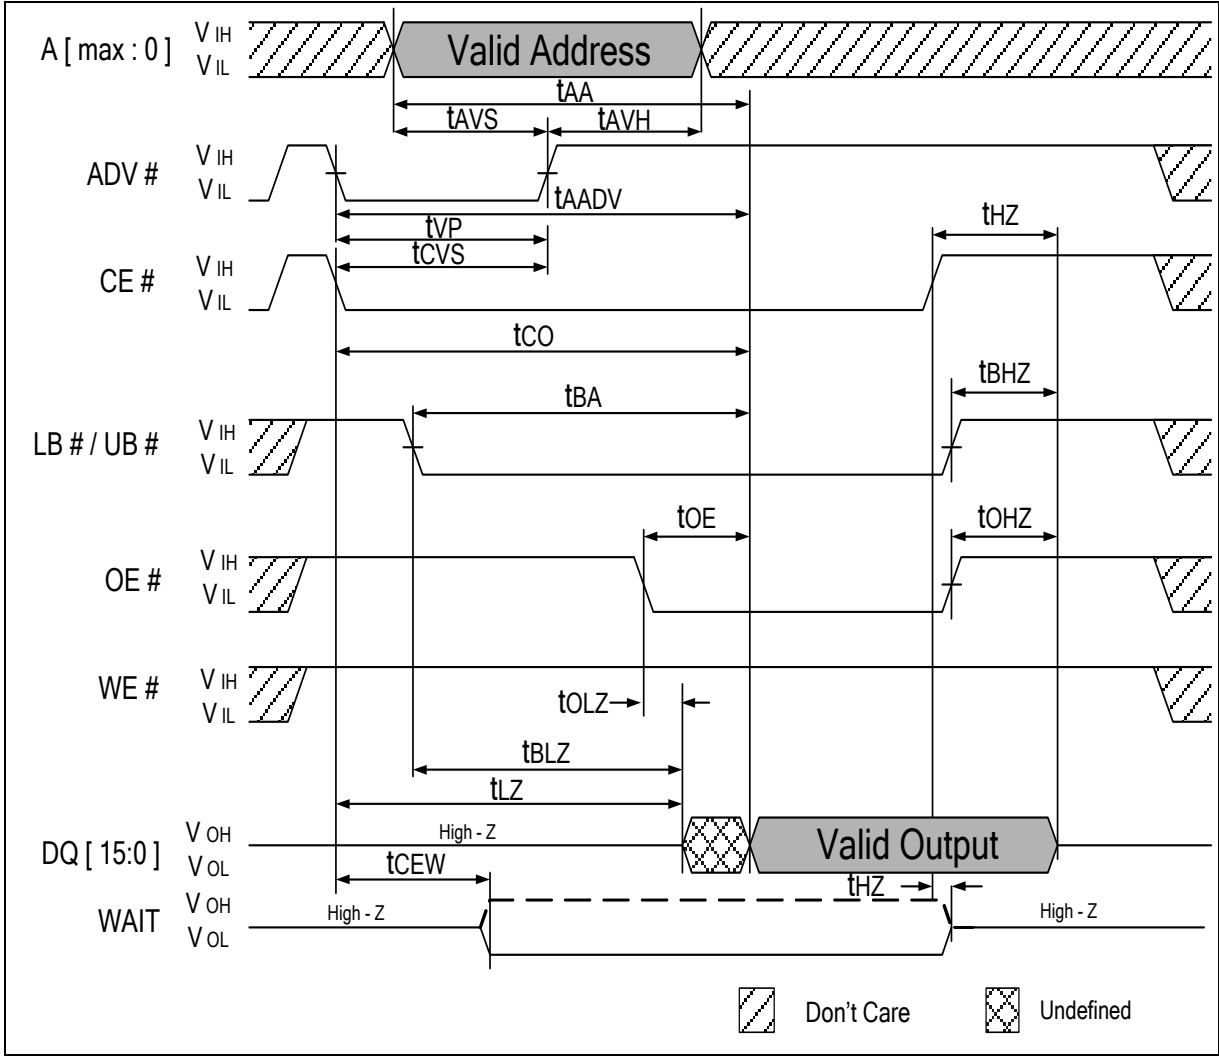 A [ max : 0 ]
V IH
V IL
Valid Address
tAA
tAVS
tAVH
ADV #
V IH
V IL
tAADV
tVP
tCVS
tHZ
CE #
V IH
V IL
tCO
tBHZ
tBA
LB # / UB #
V IH
V IL
tOE
tOHZ
OE #
V IH
V IL
WE #
V IH
V IL
tOLZ
tBLZ
tLZ
DQ [ 15:0 ]
V OH
V OL
High - Z
Valid Output
tCEW
tHZ
WAIT
V OH
V OL
High - Z
High - Z
Don't Care
Undefined